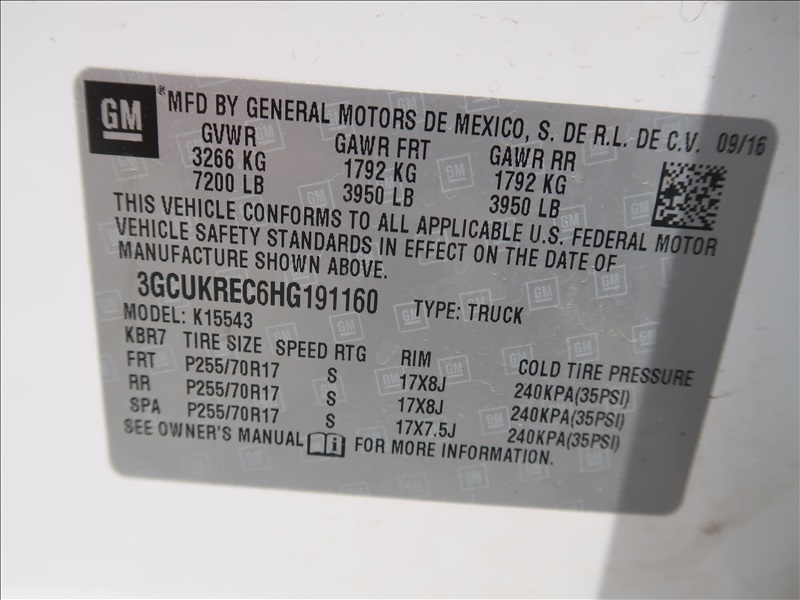 GM ® MFD BY GENERAL MOTORS DE MEXICO, S. DE R.L. DE C.V. 09/16
GVWR GAWR FRT GAWR RR
3266 KG 1792 KG 1792 KG
7200 LB 3950 LB 3950 LB
THIS VEHICLE CONFORMS TO ALL APPLICABLE U.S. FEDERAL MOTOR
VEHICLE SAFETY STANDARDS IN EFFECT ON THE DATE OF
MANUFACTURE SHOWN ABOVE.
3GCUKREC6HG191160 TYPE: TRUCK
MODEL: K15543
KBR7 TIRE SIZE SPEED RTG RIM COLD TIRE PRESSURE
FRT P255/70R17 S 17X8J 240KPA(35PSI)
RR P255/70R17 S 17X8J 240KPA(35PSI)
SPA P255/70R17 S 17X7.5J 240KPA(35PSI)
SEE OWNER'S MANUAL i FOR MORE INFORMATION.